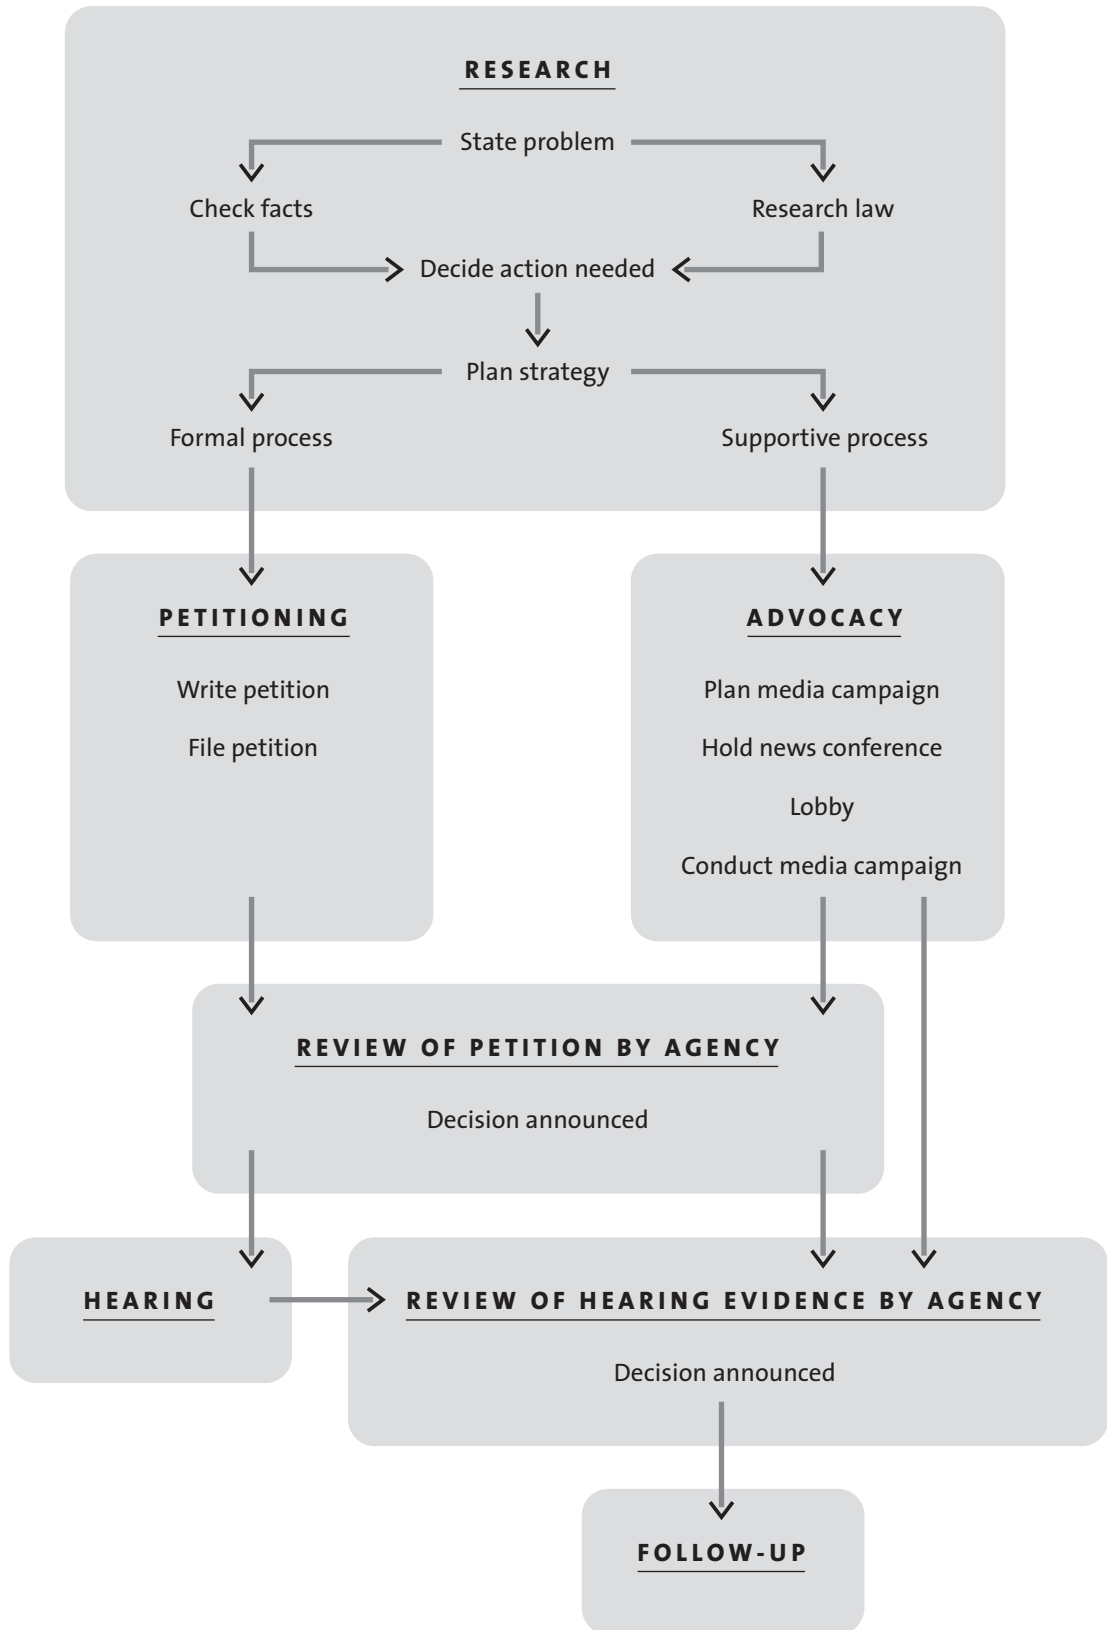 RESEARCH
State problem
Check facts
Research law
Decide action needed
Plan strategy
Formal process
Supportive process
PETITIONING
Write petition
File petition
ADVOCACY
Plan media campaign
Hold news conference
Lobby
Conduct media campaign
REVIEW OF PETITION BY AGENCY
Decision announced
HEARING
REVIEW OF HEARING EVIDENCE BY AGENCY
Decision announced
FOLLOW-UP